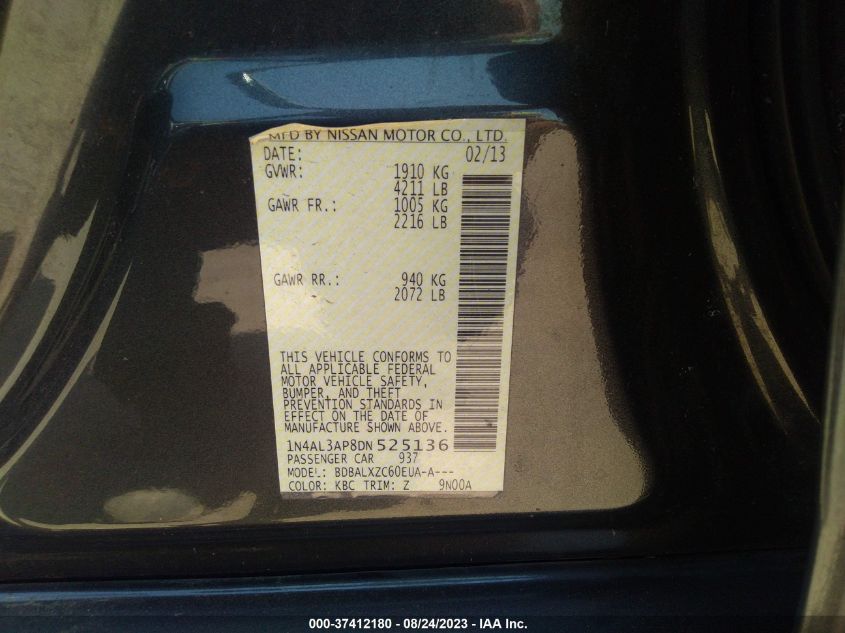 MFD BY NISSAN MOTOR CO., LTD.
DATE: 02/13
GVWR: 1910 KG
4211 LB
GAWR FR.: 1005 KG
2216 LB
GAWR RR.: 940 KG
2072 LB
THIS VEHICLE CONFORMS TO
ALL APPLICABLE FEDERAL
MOTOR VEHICLE SAFETY,
BUMPER, AND THEFT
PREVENTION STANDARDS IN
EFFECT ON THE DATE OF
MANUFACTURE SHOWN ABOVE.
1N4AL3AP8DN525136
PASSENGER CAR 937
MODEL: BDBALXZC60EUA-A---
COLOR: KBC TRIM: Z 9N00A
000-37412180 - 08/24/2023 - IAA Inc.